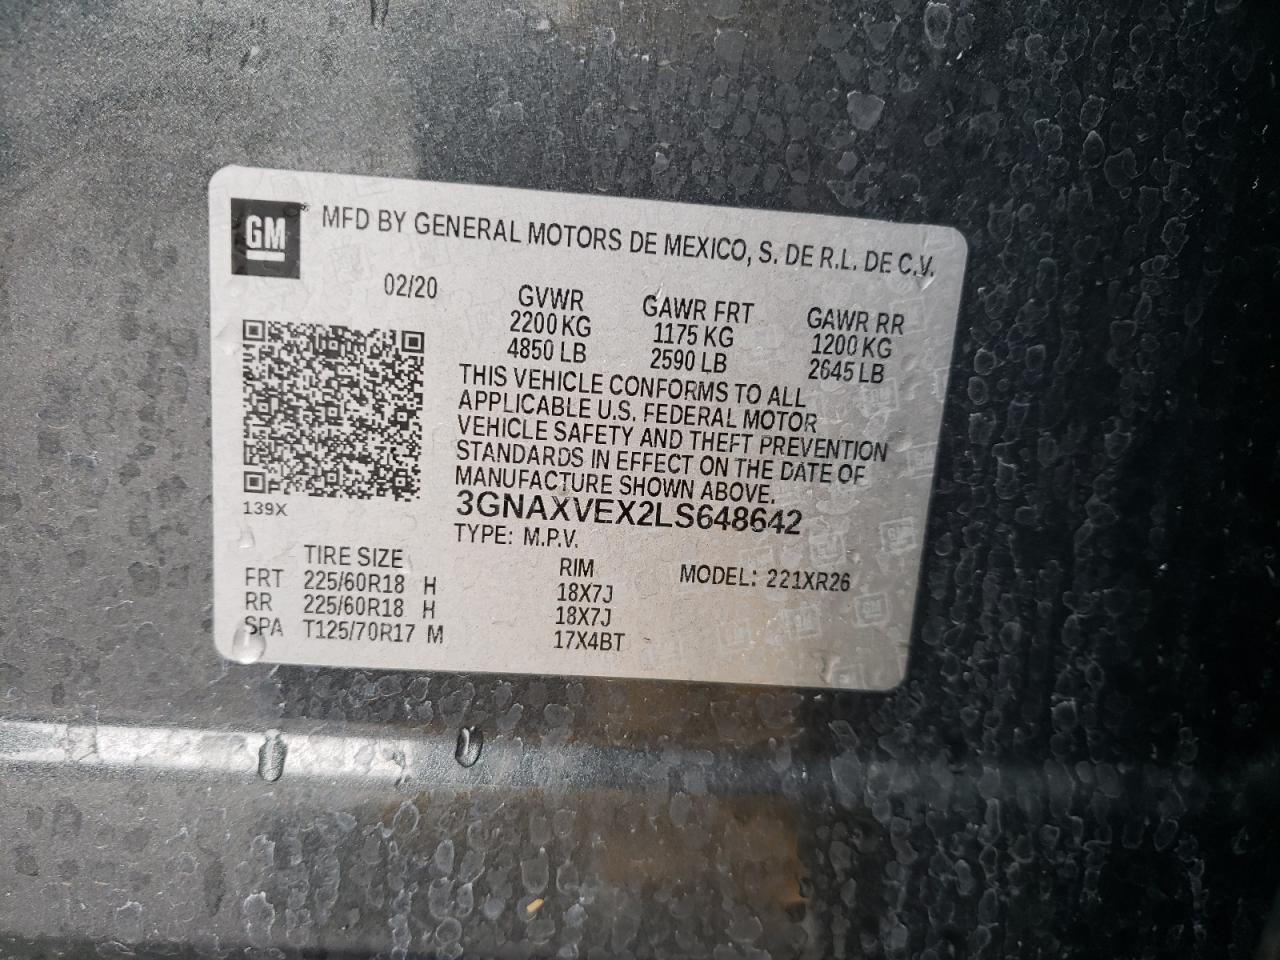 GM
MFD BY GENERAL MOTORS DE MEXICO, S. DE R.L. DE C.V.
02/20
GVWR GAWR FRT GAWR RR
2200 KG 1175 KG 1200 KG
4850 LB 2590 LB 2645 LB
THIS VEHICLE CONFORMS TO ALL
APPLICABLE U.S. FEDERAL MOTOR
VEHICLE SAFETY AND THEFT PREVENTION
STANDARDS IN EFFECT ON THE DATE OF
MANUFACTURE SHOWN ABOVE.
139X
3GNAXVEX2LS648642
TYPE: M.P.V.
TIRE SIZE RIM MODEL: 221XR26
FRT 225/60R18 H 18X7J
RR 225/60R18 H 18X7J
SPA T125/70R17 M 17X4BT